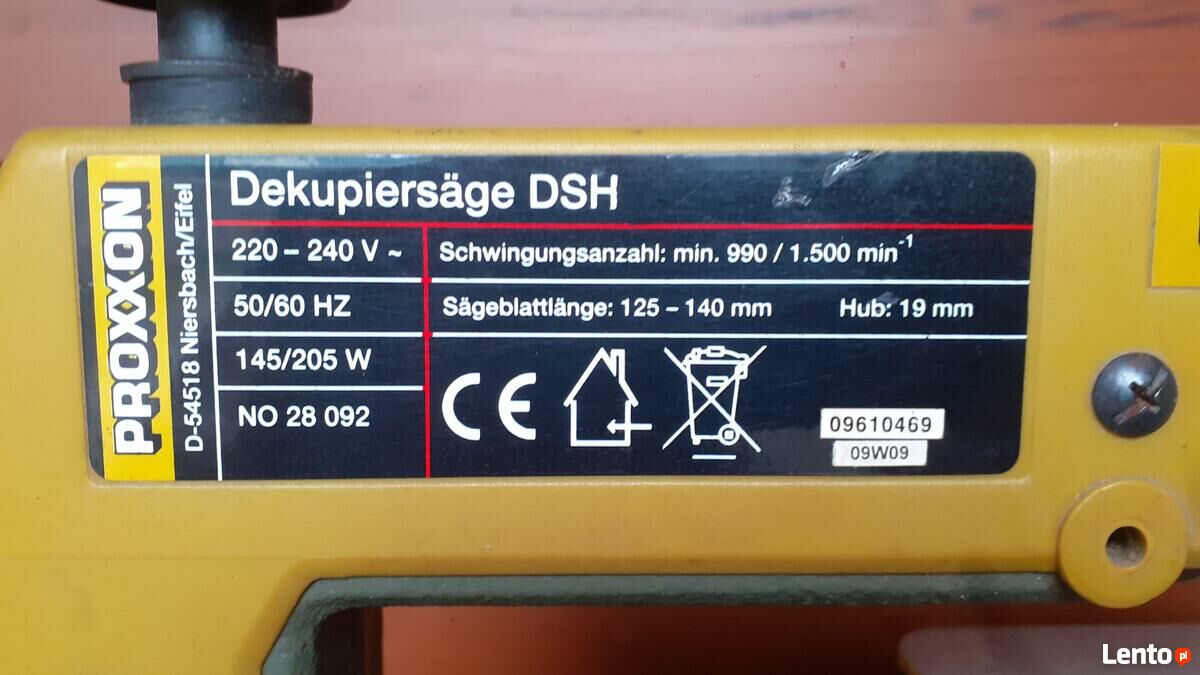 PROXXON
D-54518 Niersbach/Eifel
Dekupiersäge DSH
220 – 240 V ~
Schwingungsanzahl: min. 990 / 1.500 min⁻¹
50/60 HZ
Sägeblattlänge: 125 – 140 mm Hub: 19 mm
145/205 W
NO 28 092
CE
09610469
09W09
Lento.pl